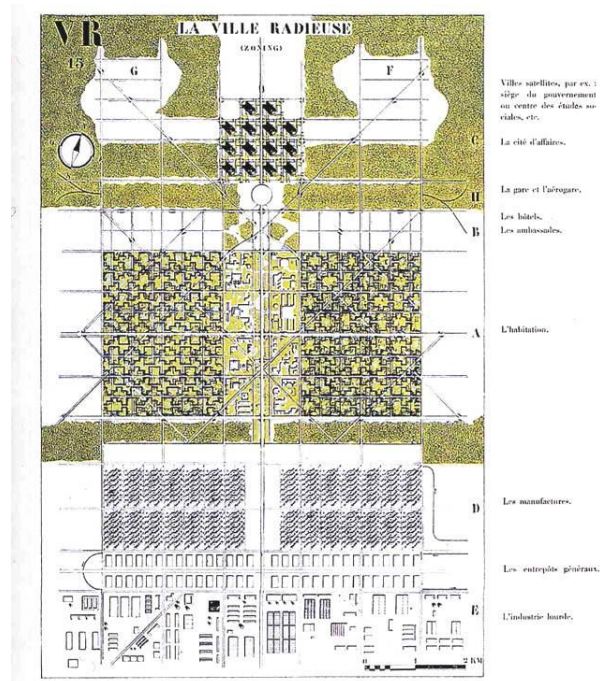 VR
15
LA VILLE RADIEUSE
(ZONING)
G
F
Villes satellites, par ex. :
siège du gouvernement
ou centre des études so-
ciales, etc.
C
La cité d'affaires.
H
La gare et l'aérogare.
B
Les hôtels.
Les ambassades.
A
L'habitation.
D
Les manufactures.
Les entrepôts généraux.
E
L'industrie lourde.
0 1 2 KM